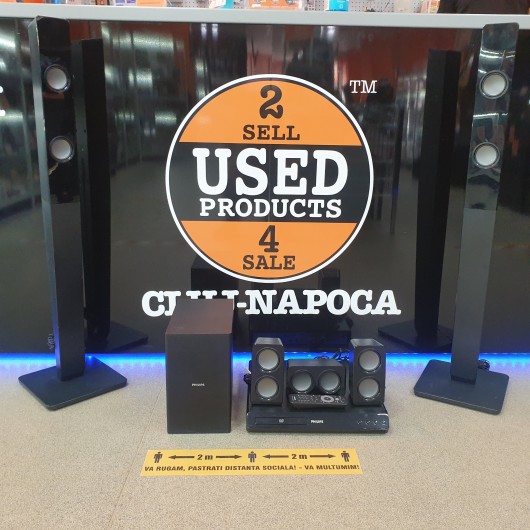 TM
2
SELL
USED
PRODUCTS
4
SALE
CLUJ-NAPOCA
PHILIPS
PHILIPS
2 m 2 m
VA RUGAM, PASTRATI DISTANTA SOCIALA! - VA MULTUMIM!